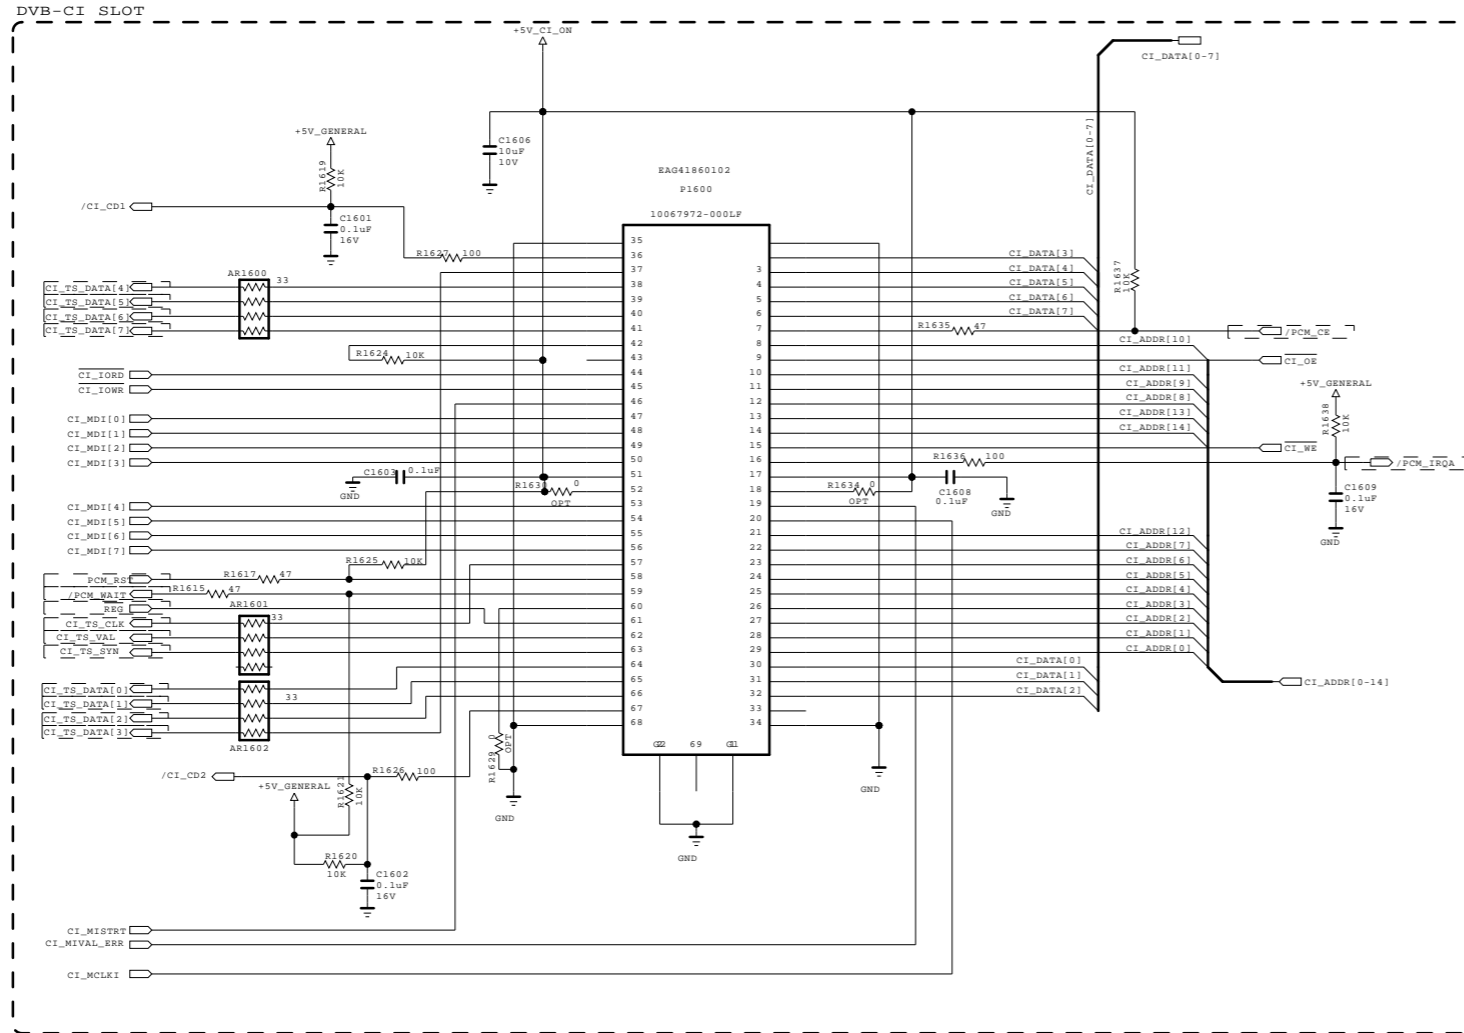 DVB-CI SLOT
+5V_CI_ON
CI_DATA[0-7]
CI_DATA[0-7]
+5V_GENERAL
R1619
10K
C1606
10uF
10V
EAG41860102
P1600
10067972-000LF
/CI_CD1
C1601
0.1uF
16V
R1627
100
AR1600
33
CI_TS_DATA[4]
CI_TS_DATA[5]
CI_TS_DATA[6]
CI_TS_DATA[7]
R1624
10K
CI_IORD
CI_IOWR
CI_MDI[0]
CI_MDI[1]
CI_MDI[2]
CI_MDI[3]
C1603
0.1uF
GND
R1630
0
OPT
CI_MDI[4]
CI_MDI[5]
CI_MDI[6]
CI_MDI[7]
R1625
10K
PCM_RST
R1617
47
/PCM_WAIT
R1615
47
REG
AR1601
33
CI_TS_CLK
CI_TS_VAL
CI_TS_SYN
CI_TS_DATA[0]
CI_TS_DATA[1]
33
CI_TS_DATA[2]
CI_TS_DATA[3]
AR1602
/CI_CD2
R1626
100
+5V_GENERAL
R1621
10K
R1620
10K
C1602
0.1uF
16V
R1629
0
OPT
GND
CI_MISTRT
CI_MIVAL_ERR
CI_MCLKI
35
36
37
38
39
40
41
42
43
44
45
46
47
48
49
50
51
52
53
54
55
56
57
58
59
60
61
62
63
64
65
66
67
68
3
4
5
6
7
8
9
10
11
12
13
14
15
16
17
18
19
20
21
22
23
24
25
26
27
28
29
30
31
32
33
34
69
GND
GND
CI_DATA[3]
CI_DATA[4]
CI_DATA[5]
CI_DATA[6]
CI_DATA[7]
R1637
10K
R1635
47
/PCM_CE
CI_ADDR[10]
CI_OE
CI_ADDR[11]
CI_ADDR[9]
CI_ADDR[8]
CI_ADDR[13]
CI_ADDR[14]
CI_WE
+5V_GENERAL
R1638
10K
R1636
100
/PCM_IRQA
R1634
0
OPT
C1608
0.1uF
GND
C1609
0.1uF
16V
GND
CI_ADDR[12]
CI_ADDR[7]
CI_ADDR[6]
CI_ADDR[5]
CI_ADDR[4]
CI_ADDR[3]
CI_ADDR[2]
CI_ADDR[1]
CI_ADDR[0]
CI_DATA[0]
CI_DATA[1]
CI_DATA[2]
CI_ADDR[0-14]